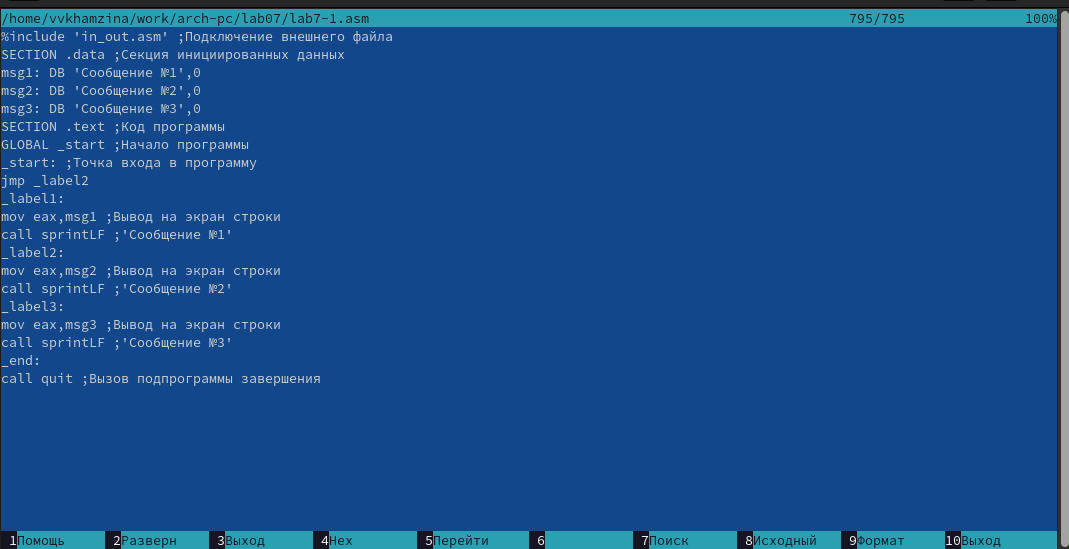 /home/vvkhamzina/work/arch-pc/lab07/lab7-1.asm 795/795 100%
%include 'in_out.asm' ;Подключение внешнего файла
SECTION .data ;Секция инициированных данных
msg1: DB 'Сообщение №1',0
msg2: DB 'Сообщение №2',0
msg3: DB 'Сообщение №3',0
SECTION .text ;Код программы
GLOBAL _start ;Начало программы
_start: ;Точка входа в программу
jmp _label2
_label1:
mov eax,msg1 ;Вывод на экран строки
call sprintLF ;'Сообщение №1'
_label2:
mov eax,msg2 ;Вывод на экран строки
call sprintLF ;'Сообщение №2'
_label3:
mov eax,msg3 ;Вывод на экран строки
call sprintLF ;'Сообщение №3'
_end:
call quit ;Вызов подпрограммы завершения
1Помощь 2Разверн 3Выход 4Hex 5Перейти 6 7Поиск 8Исходный 9Формат 10Выход